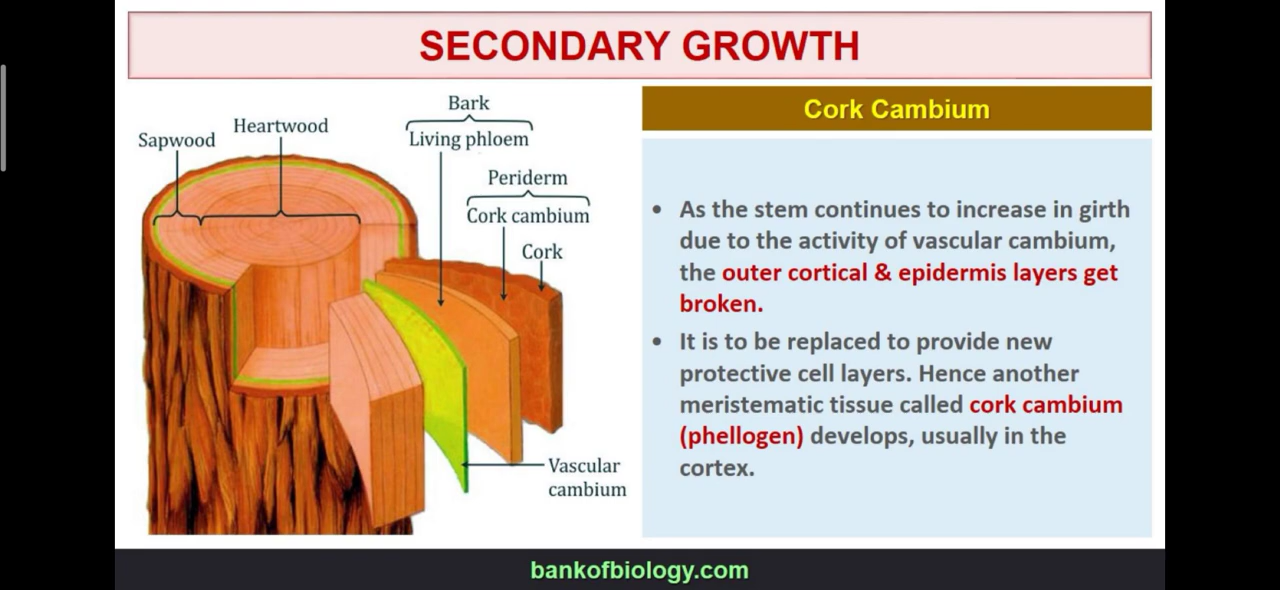 SECONDARY GROWTH
Bark
Living phloem
Sapwood
Heartwood
Periderm
Cork cambium
Cork
Vascular
cambium
Cork Cambium
• As the stem continues to increase in girth
due to the activity of vascular cambium,
the outer cortical & epidermis layers get
broken.
• It is to be replaced to provide new
protective cell layers. Hence another
meristematic tissue called cork cambium
(phellogen) develops, usually in the
cortex.
bankofbiology.com